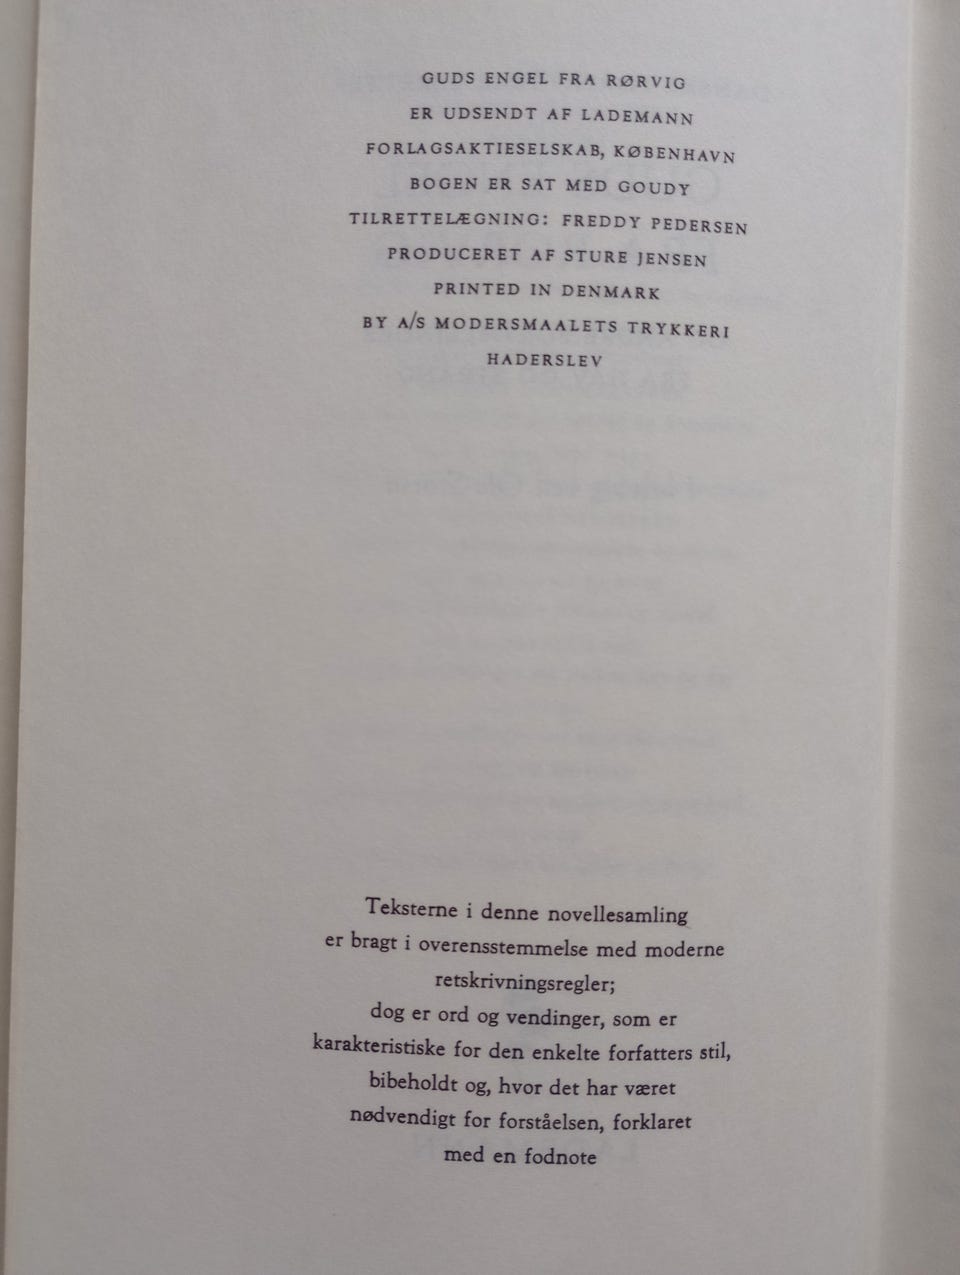 GUDS ENGEL FRA RØRVIG
ER UDSENDT AF LADEMANN
FORLAGSAKTIESELSKAB, KØBENHAVN
BOGEN ER SAT MED GOUDY
TILRETTELÆGNING: FREDDY PEDERSEN
PRODUCERET AF STURE JENSEN
PRINTED IN DENMARK
BY A/S MODERSMAALETS TRYKKERI
HADERSLEV
Teksterne i denne novellesamling
er bragt i overensstemmelse med moderne
retskrivningsregler;
dog er ord og vendinger, som er
karakteristiske for den enkelte forfatters stil,
bibeholdt og, hvor det har været
nødvendigt for forståelsen, forklaret
med en fodnote